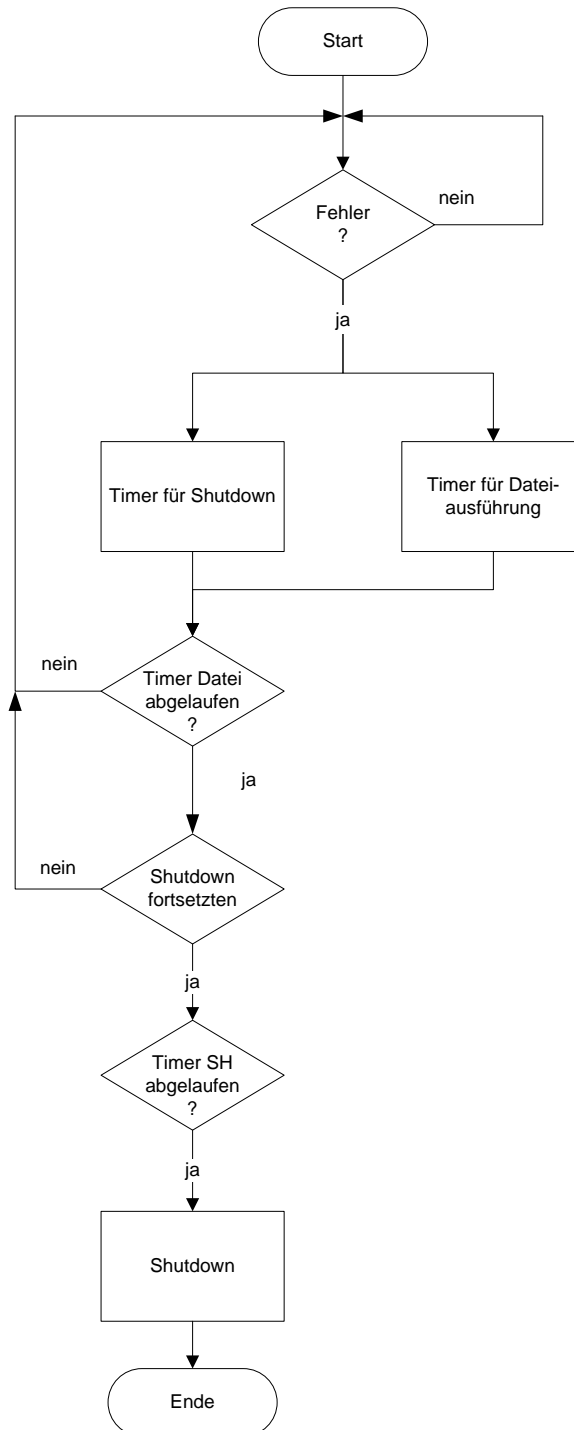 Start
Fehler
?
nein
ja
Timer für Shutdown
Timer für Datei-
ausführung
nein
Timer Datei
abgelaufen
?
ja
nein
Shutdown
fortsetzten
ja
Timer SH
abgelaufen
?
ja
Shutdown
Ende